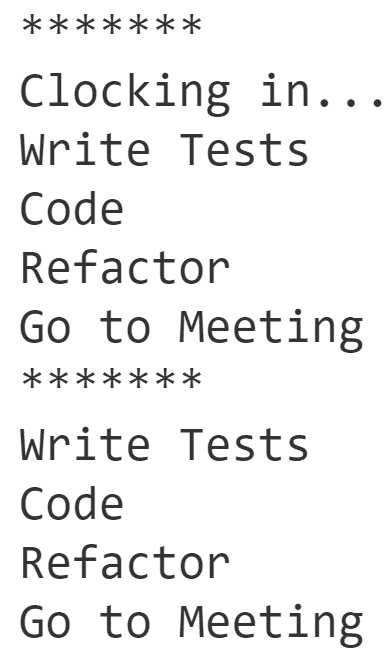 *******
Clocking in...
Write Tests
Code
Refactor
Go to Meeting
*******
Write Tests
Code
Refactor
Go to Meeting